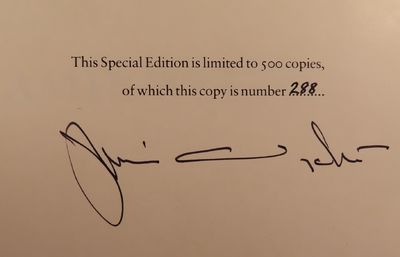 This Special Edition is limited to 500 copies,
of which this copy is number 288...